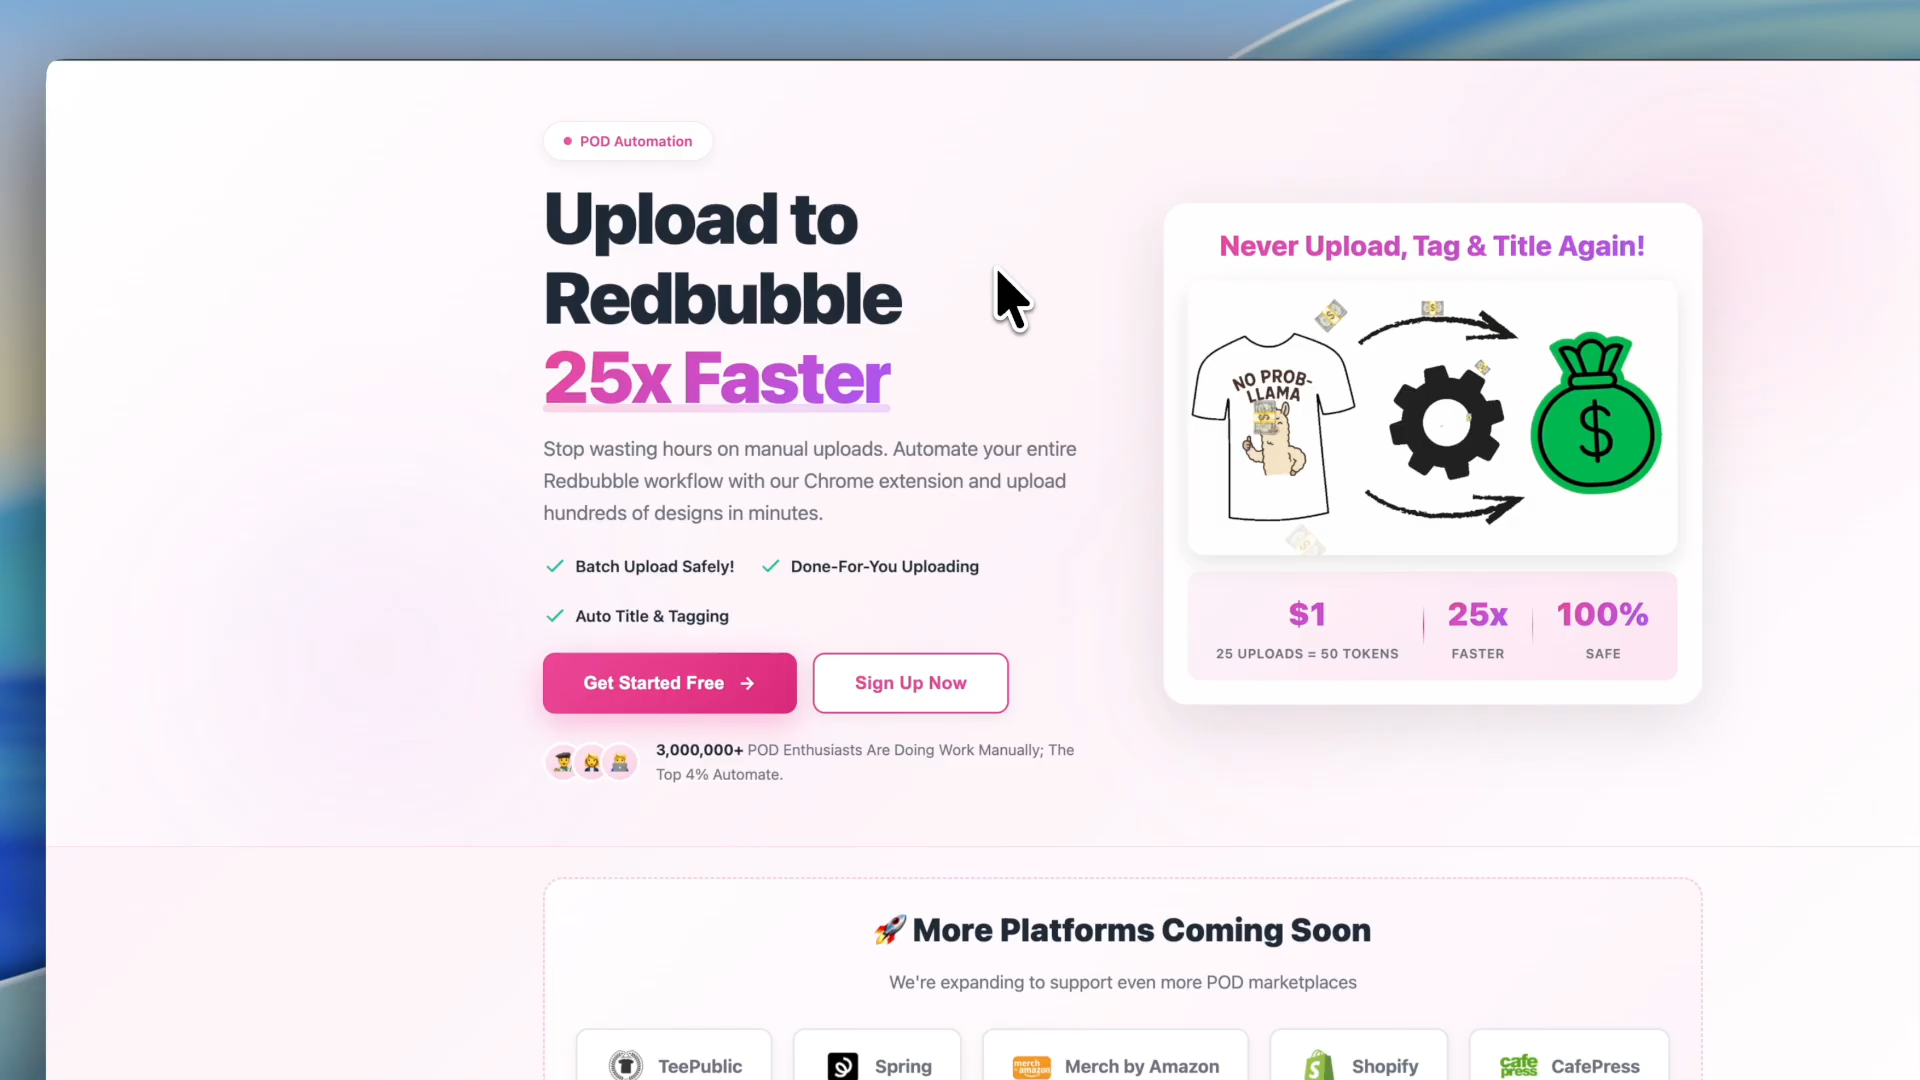 POD Automation
Upload to
Redbubble
25x Faster
Stop wasting hours on manual uploads. Automate your entire
Redbubble workflow with our Chrome extension and upload
hundreds of designs in minutes.
Batch Upload Safely!
Done-For-You Uploading
Auto Title & Tagging
Get Started Free →
Sign Up Now
3,000,000+ POD Enthusiasts Are Doing Work Manually; The
Top 4% Automate.
Never Upload, Tag & Title Again!
NO PROB-
LLAMA
$
$1
25 UPLOADS = 50 TOKENS
25x
FASTER
100%
SAFE
🚀 More Platforms Coming Soon
We're expanding to support even more POD marketplaces
TeePublic
Spring
merch by amazon
Merch by Amazon
Shopify
cafe
press
CafePress